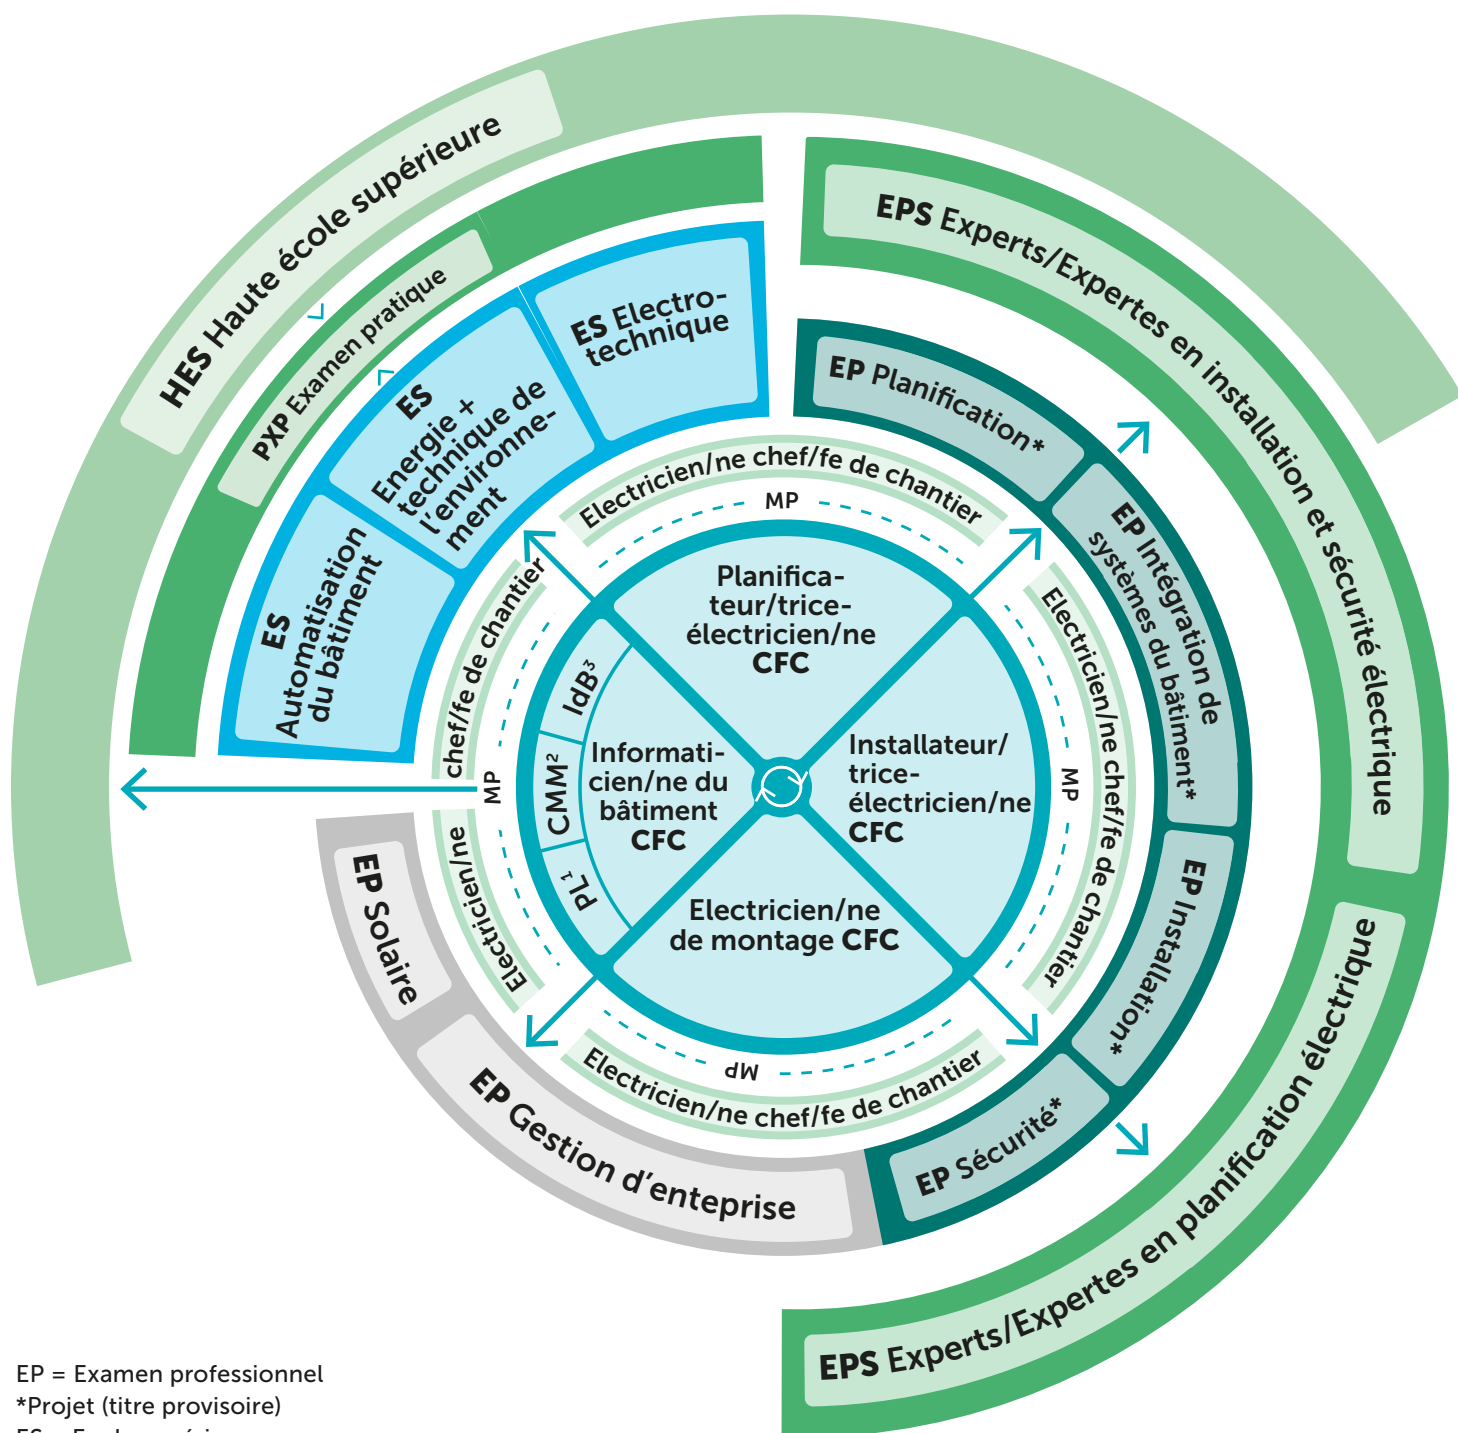 HES Haute école supérieure
PXP Examen pratique
ES Electro-
technique
ES
Energie +
technique de
l'environne-
ment
ES
Automatisation
du bâtiment
EPS Experts/Expertes en installation et sécurité électrique
EPS Experts/Expertes en planification électrique
EP Planification*
EP Intégration de
systèmes du bâtiment*
EP Installation*
EP Sécurité*
EP Gestion d'enteprise
EP Solaire
Electricien/ne chef/fe de chantier
MP
Electricien/ne chef/fe de chantier
MP
Electricien/ne chef/fe de chantier
MP
Electricien/ne
chef/fe de chantier
MP
Planifica-
teur/trice-
électricien/ne
CFC
Installateur/
trice-
électricien/ne
CFC
Electricien/ne
de montage CFC
Informati-
cien/ne du
bâtiment
CFC
IdB³
CMM²
PL¹
EP = Examen professionnel
*Projet (titre provisoire)